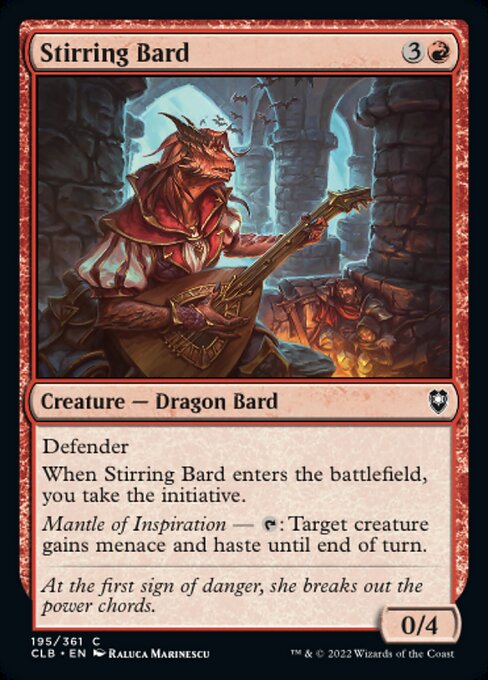 Stirring Bard 3
Creature — Dragon Bard
Defender
When Stirring Bard enters the battlefield,
you take the initiative.
Mantle of Inspiration — : Target creature
gains menace and haste until end of turn.
At the first sign of danger, she breaks out the
power chords.
0/4
195/361 C
CLB • EN Raluca Marinescu
™ & © 2022 Wizards of the Coast